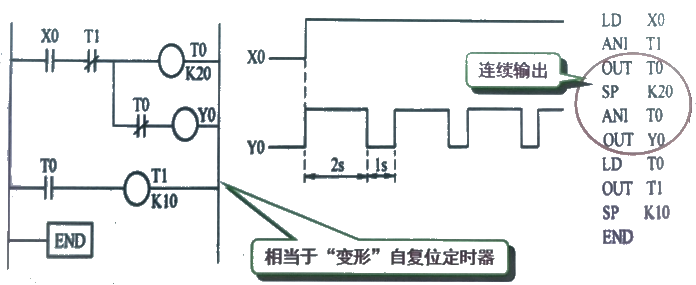 X0 T1 T0
K20
T0 Y0
T0 T1
K10
END
X0
Y0
2s 1s
连续输出
相当于“变形”自复位定时器
LD X0
ANI T1
OUT T0
SP K20
ANI T0
OUT Y0
LD T0
OUT T1
SP K10
END